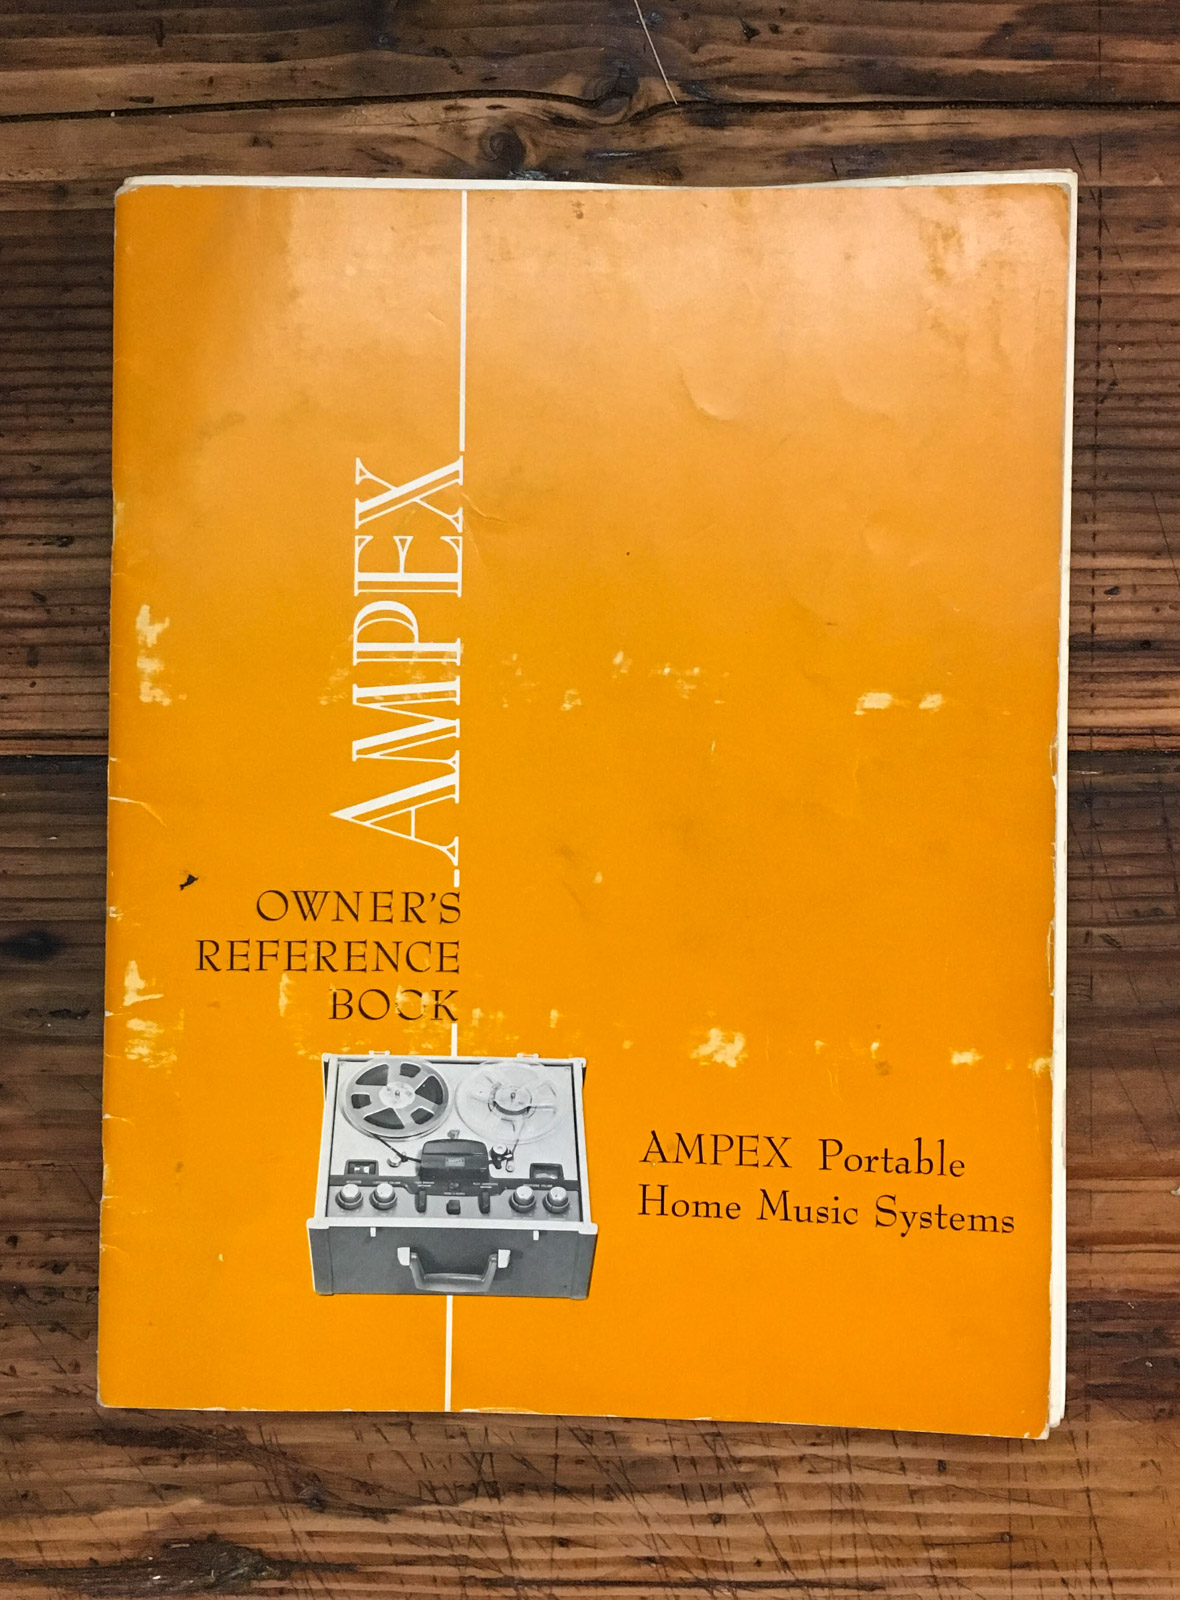 AMPEX
OWNER'S
REFERENCE
BOOK
AMPEX Portable
Home Music Systems